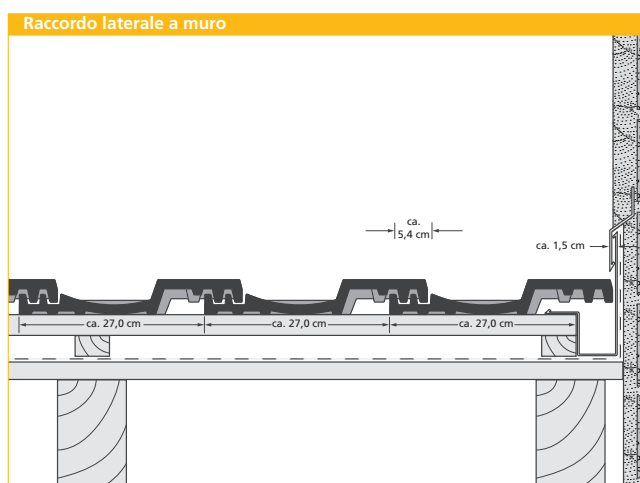 Raccordo laterale a muro
ca.
5,4 cm
ca. 1,5 cm
ca. 27,0 cm
ca. 27,0 cm
ca. 27,0 cm